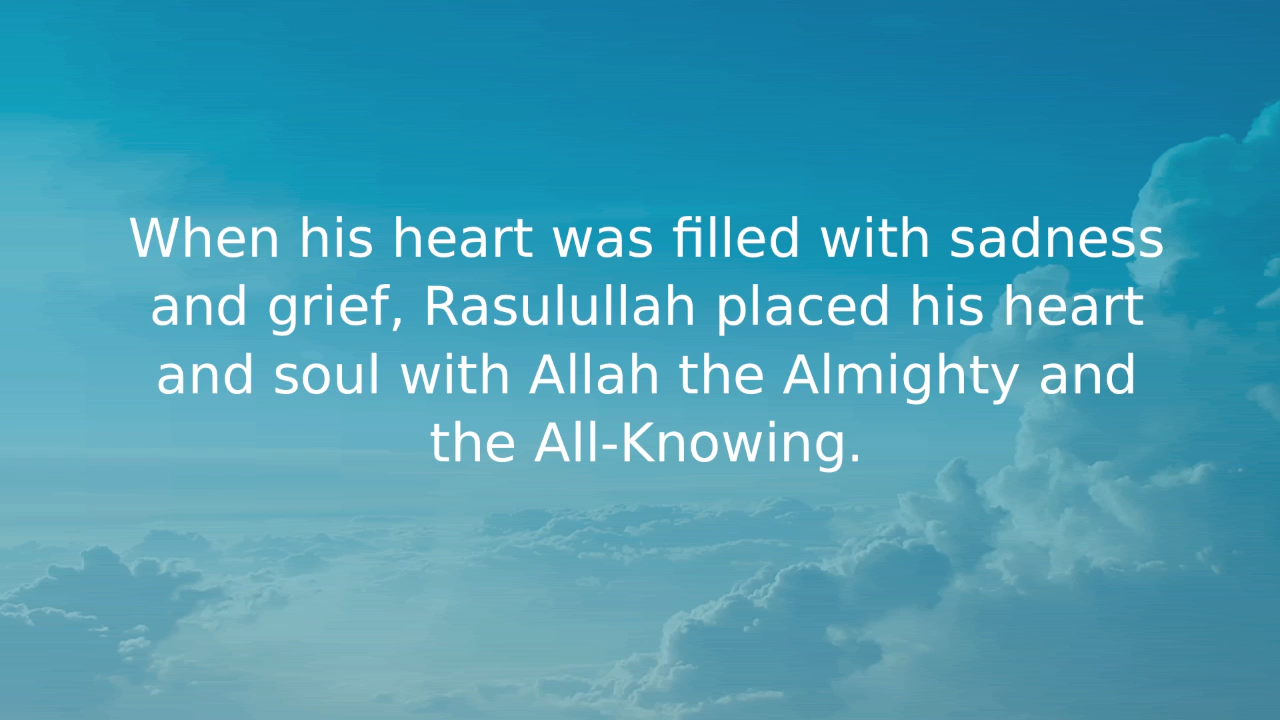 When his heart was filled with sadness
and grief, Rasulullah placed his heart
and soul with Allah the Almighty and
the All-Knowing.